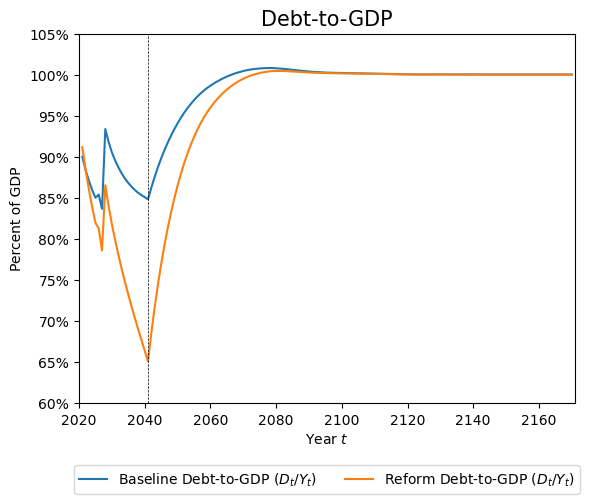 Debt-to-GDP
105%
100%
95%
90%
85%
80%
75%
70%
65%
60%
Percent of GDP
2020 2040 2060 2080 2100 2120 2140 2160
Year t
Baseline Debt-to-GDP (D_t/Y_t) Reform Debt-to-GDP (D_t/Y_t)